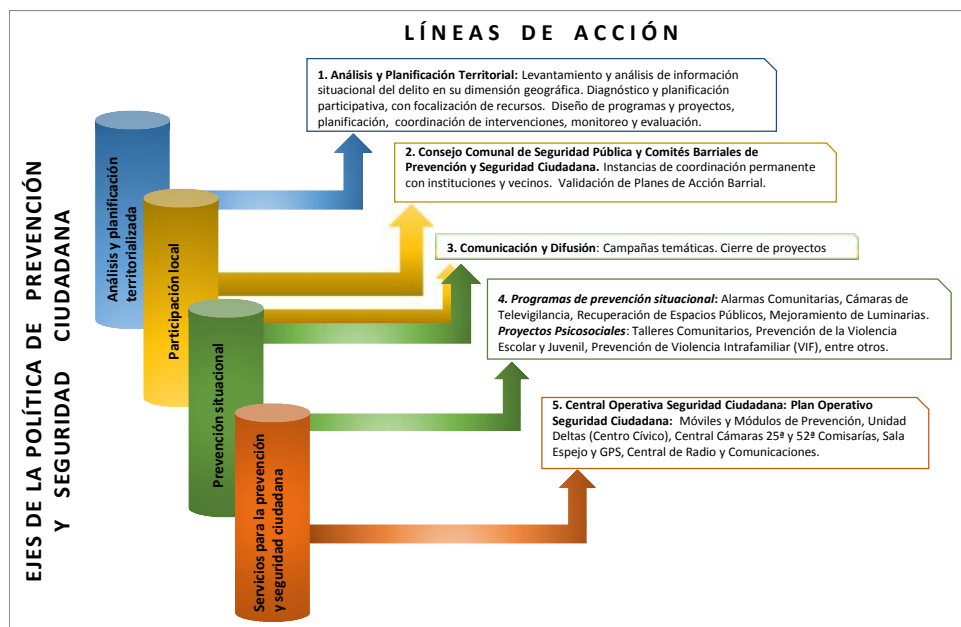 LÍNEAS DE ACCIÓN
EJES DE LA POLÍTICA DE PREVENCIÓN
Y SEGURIDAD CIUDADANA
1. Análisis y Planificación Territorial: Levantamiento y análisis de información
situacional del delito en su dimensión geográfica. Diagnóstico y planificación
participativa, con focalización de recursos. Diseño de programas y proyectos,
planificación, coordinación de intervenciones, monitoreo y evaluación.
Análisis y planificación
territorializada
2. Consejo Comunal de Seguridad Pública y Comités Barriales de
Prevención y Seguridad Ciudadana. Instancias de coordinación permanente
con instituciones y vecinos. Validación de Planes de Acción Barrial.
Participación local
3. Comunicación y Difusión: Campañas temáticas. Cierre de proyectos
4. Programas de prevención situacional: Alarmas Comunitarias, Cámaras de
Televigilancia, Recuperación de Espacios Públicos, Mejoramiento de Luminarias.
Proyectos Psicosociales: Talleres Comunitarios, Prevención de la Violencia
Escolar y Juvenil, Prevención de Violencia Intrafamiliar (VIF), entre otros.
Prevención situacional
5. Central Operativa Seguridad Ciudadana: Plan Operativo
Seguridad Ciudadana: Móviles y Módulos de Prevención, Unidad
Deltas (Centro Cívico), Central Cámaras 25ª y 52ª Comisarías, Sala
Espejo y GPS, Central de Radio y Comunicaciones.
Servicios para la prevención
y seguridad ciudadana